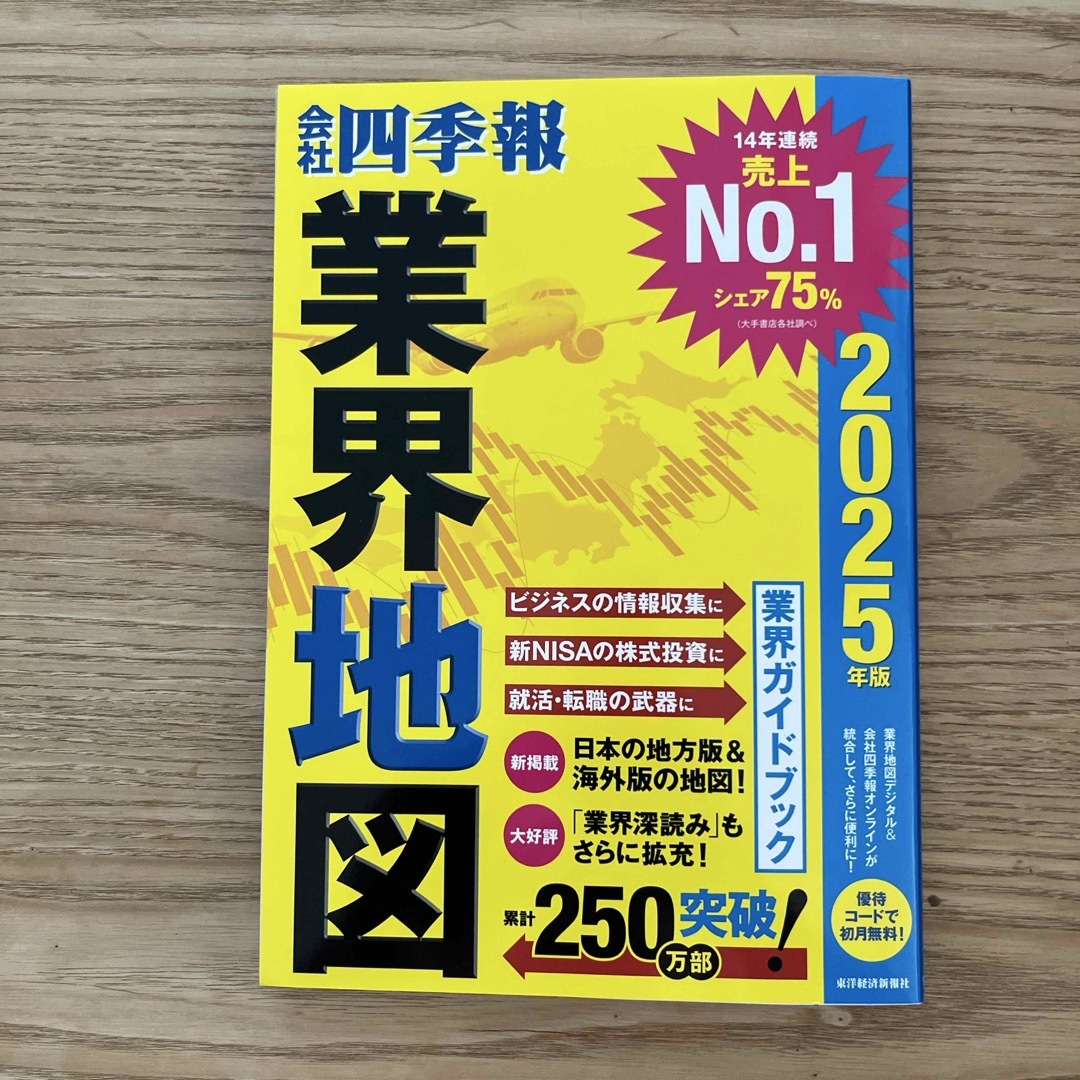 会社四季報
業界地図
14年連続
売上
No.1
シェア75%
(大手書店各社調べ)
2025年版
ビジネスの情報収集に
新NISAの株式投資に
就活・転職の武器に
業界ガイドブック
新掲載
日本の地方版&
海外版の地図!
大好評
「業界深読み」も
さらに拡充!
累計250万部突破!
業界地図デジタル&
会社四季報オンラインが
統合して、さらに便利に!
優待
コードで
初月無料!
東洋経済新報社